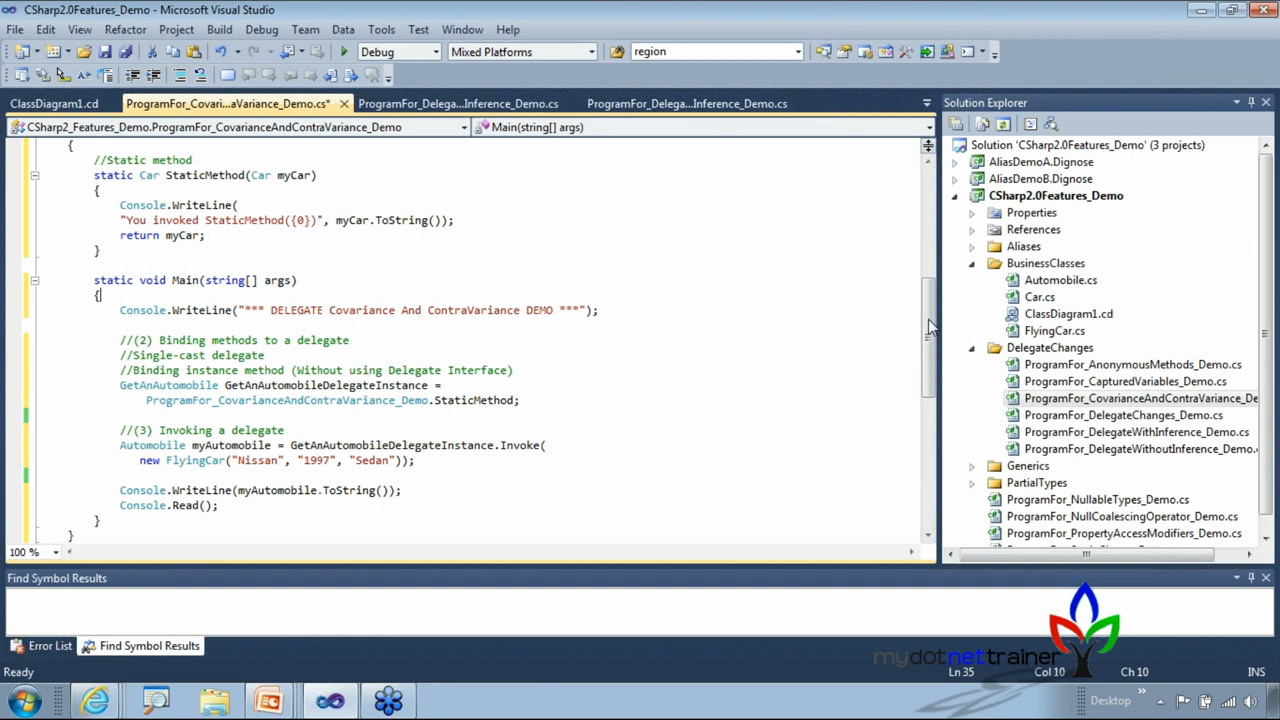 CSharp2.0Features_Demo - Microsoft Visual Studio
File Edit View Refactor Project Build Debug Team Data Tools Test Window Help
Debug Mixed Platforms region
ClassDiagram1.cd ProgramFor_Covari...aVariance_Demo.cs* ProgramFor_Delega...Inference_Demo.cs ProgramFor_Delega...Inference_Demo.cs
CSharp2_Features_Demo.ProgramFor_CovarianceAndContraVariance_Demo Main(string[] args)
{
//Static method
static Car StaticMethod(Car myCar)
{
Console.WriteLine(
"You invoked StaticMethod({0})", myCar.ToString());
return myCar;
}
static void Main(string[] args)
{
Console.WriteLine("*** DELEGATE Covariance And ContraVariance DEMO ***");
//(2) Binding methods to a delegate
//Single-cast delegate
//Binding instance method (Without using Delegate Interface)
GetAnAutomobile GetAnAutomobileDelegateInstance =
ProgramFor_CovarianceAndContraVariance_Demo.StaticMethod;
//(3) Invoking a delegate
Automobile myAutomobile = GetAnAutomobileDelegateInstance.Invoke(
new FlyingCar("Nissan", "1997", "Sedan"));
Console.WriteLine(myAutomobile.ToString());
Console.Read();
}
}
100 %
Solution Explorer
Solution 'CSharp2.0Features_Demo' (3 projects)
AliasDemoA.Dignose
AliasDemoB.Dignose
CSharp2.0Features_Demo
Properties
References
Aliases
BusinessClasses
Automobile.cs
Car.cs
ClassDiagram1.cd
FlyingCar.cs
DelegateChanges
ProgramFor_AnonymousMethods_Demo.cs
ProgramFor_CapturedVariables_Demo.cs
ProgramFor_CovarianceAndContraVariance_De
ProgramFor_DelegateChanges_Demo.cs
ProgramFor_DelegateWithInference_Demo.cs
ProgramFor_DelegateWithoutInference_Demo.
Generics
PartialTypes
ProgramFor_NullableTypes_Demo.cs
ProgramFor_NullCoalescingOperator_Demo.cs
ProgramFor_PropertyAccessModifiers_Demo.cs
Find Symbol Results
Error List Find Symbol Results
mydotnettrainer
Ready Ln 35 Col 10 Ch 10 INS
Desktop